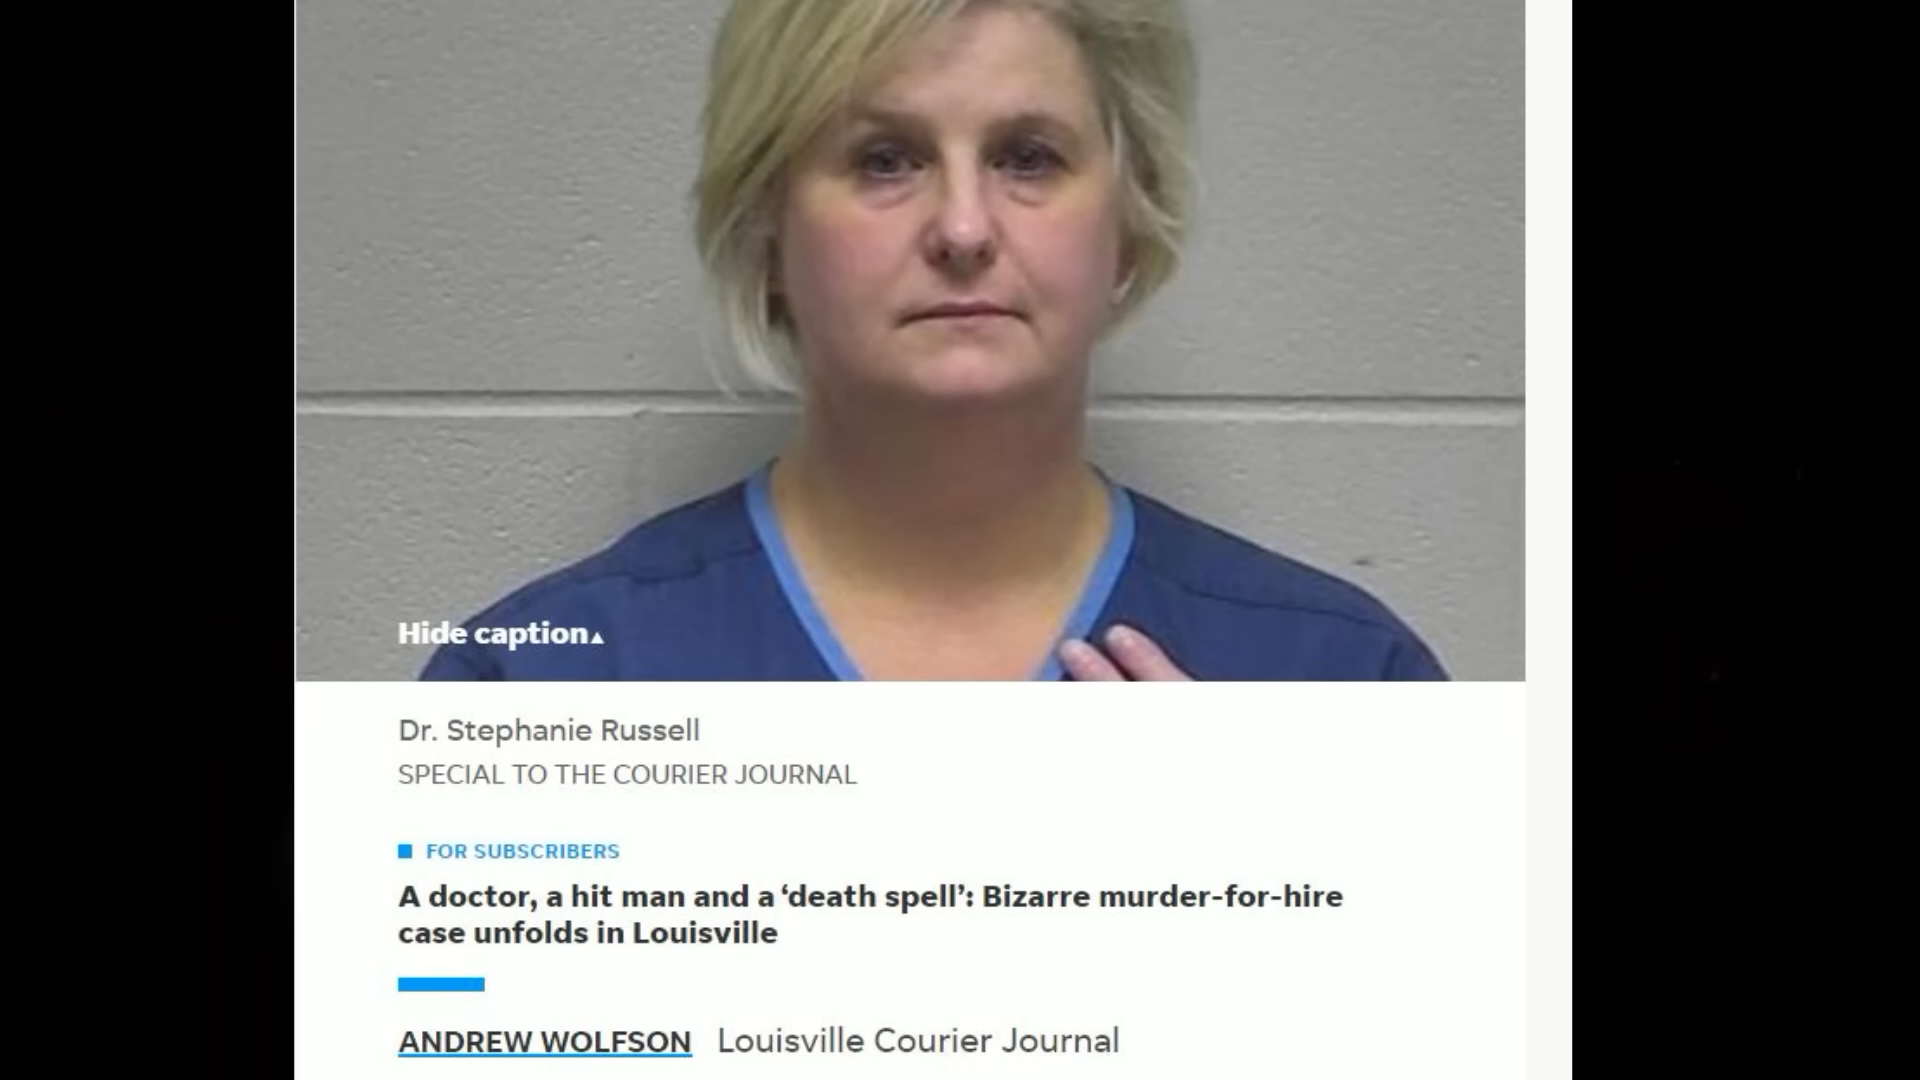 Hide caption▴
Dr. Stephanie Russell
SPECIAL TO THE COURIER JOURNAL
FOR SUBSCRIBERS
A doctor, a hit man and a ‘death spell’: Bizarre murder-for-hire
case unfolds in Louisville
ANDREW WOLFSON Louisville Courier Journal